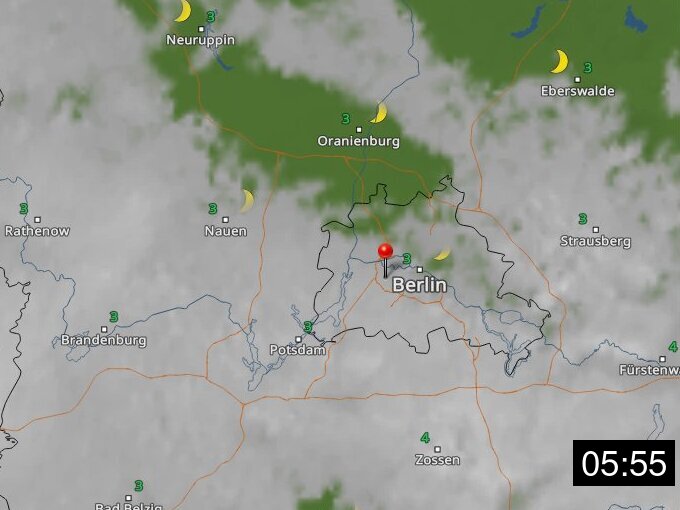 3
Neuruppin
3
Eberswalde
3
Oranienburg
3
Rathenow
3
Nauen
3
Strausberg
3
Berlin
3
Brandenburg
3
Potsdam
4
Fürstenwa
4
Zossen
05:55
3
Bad Belzig